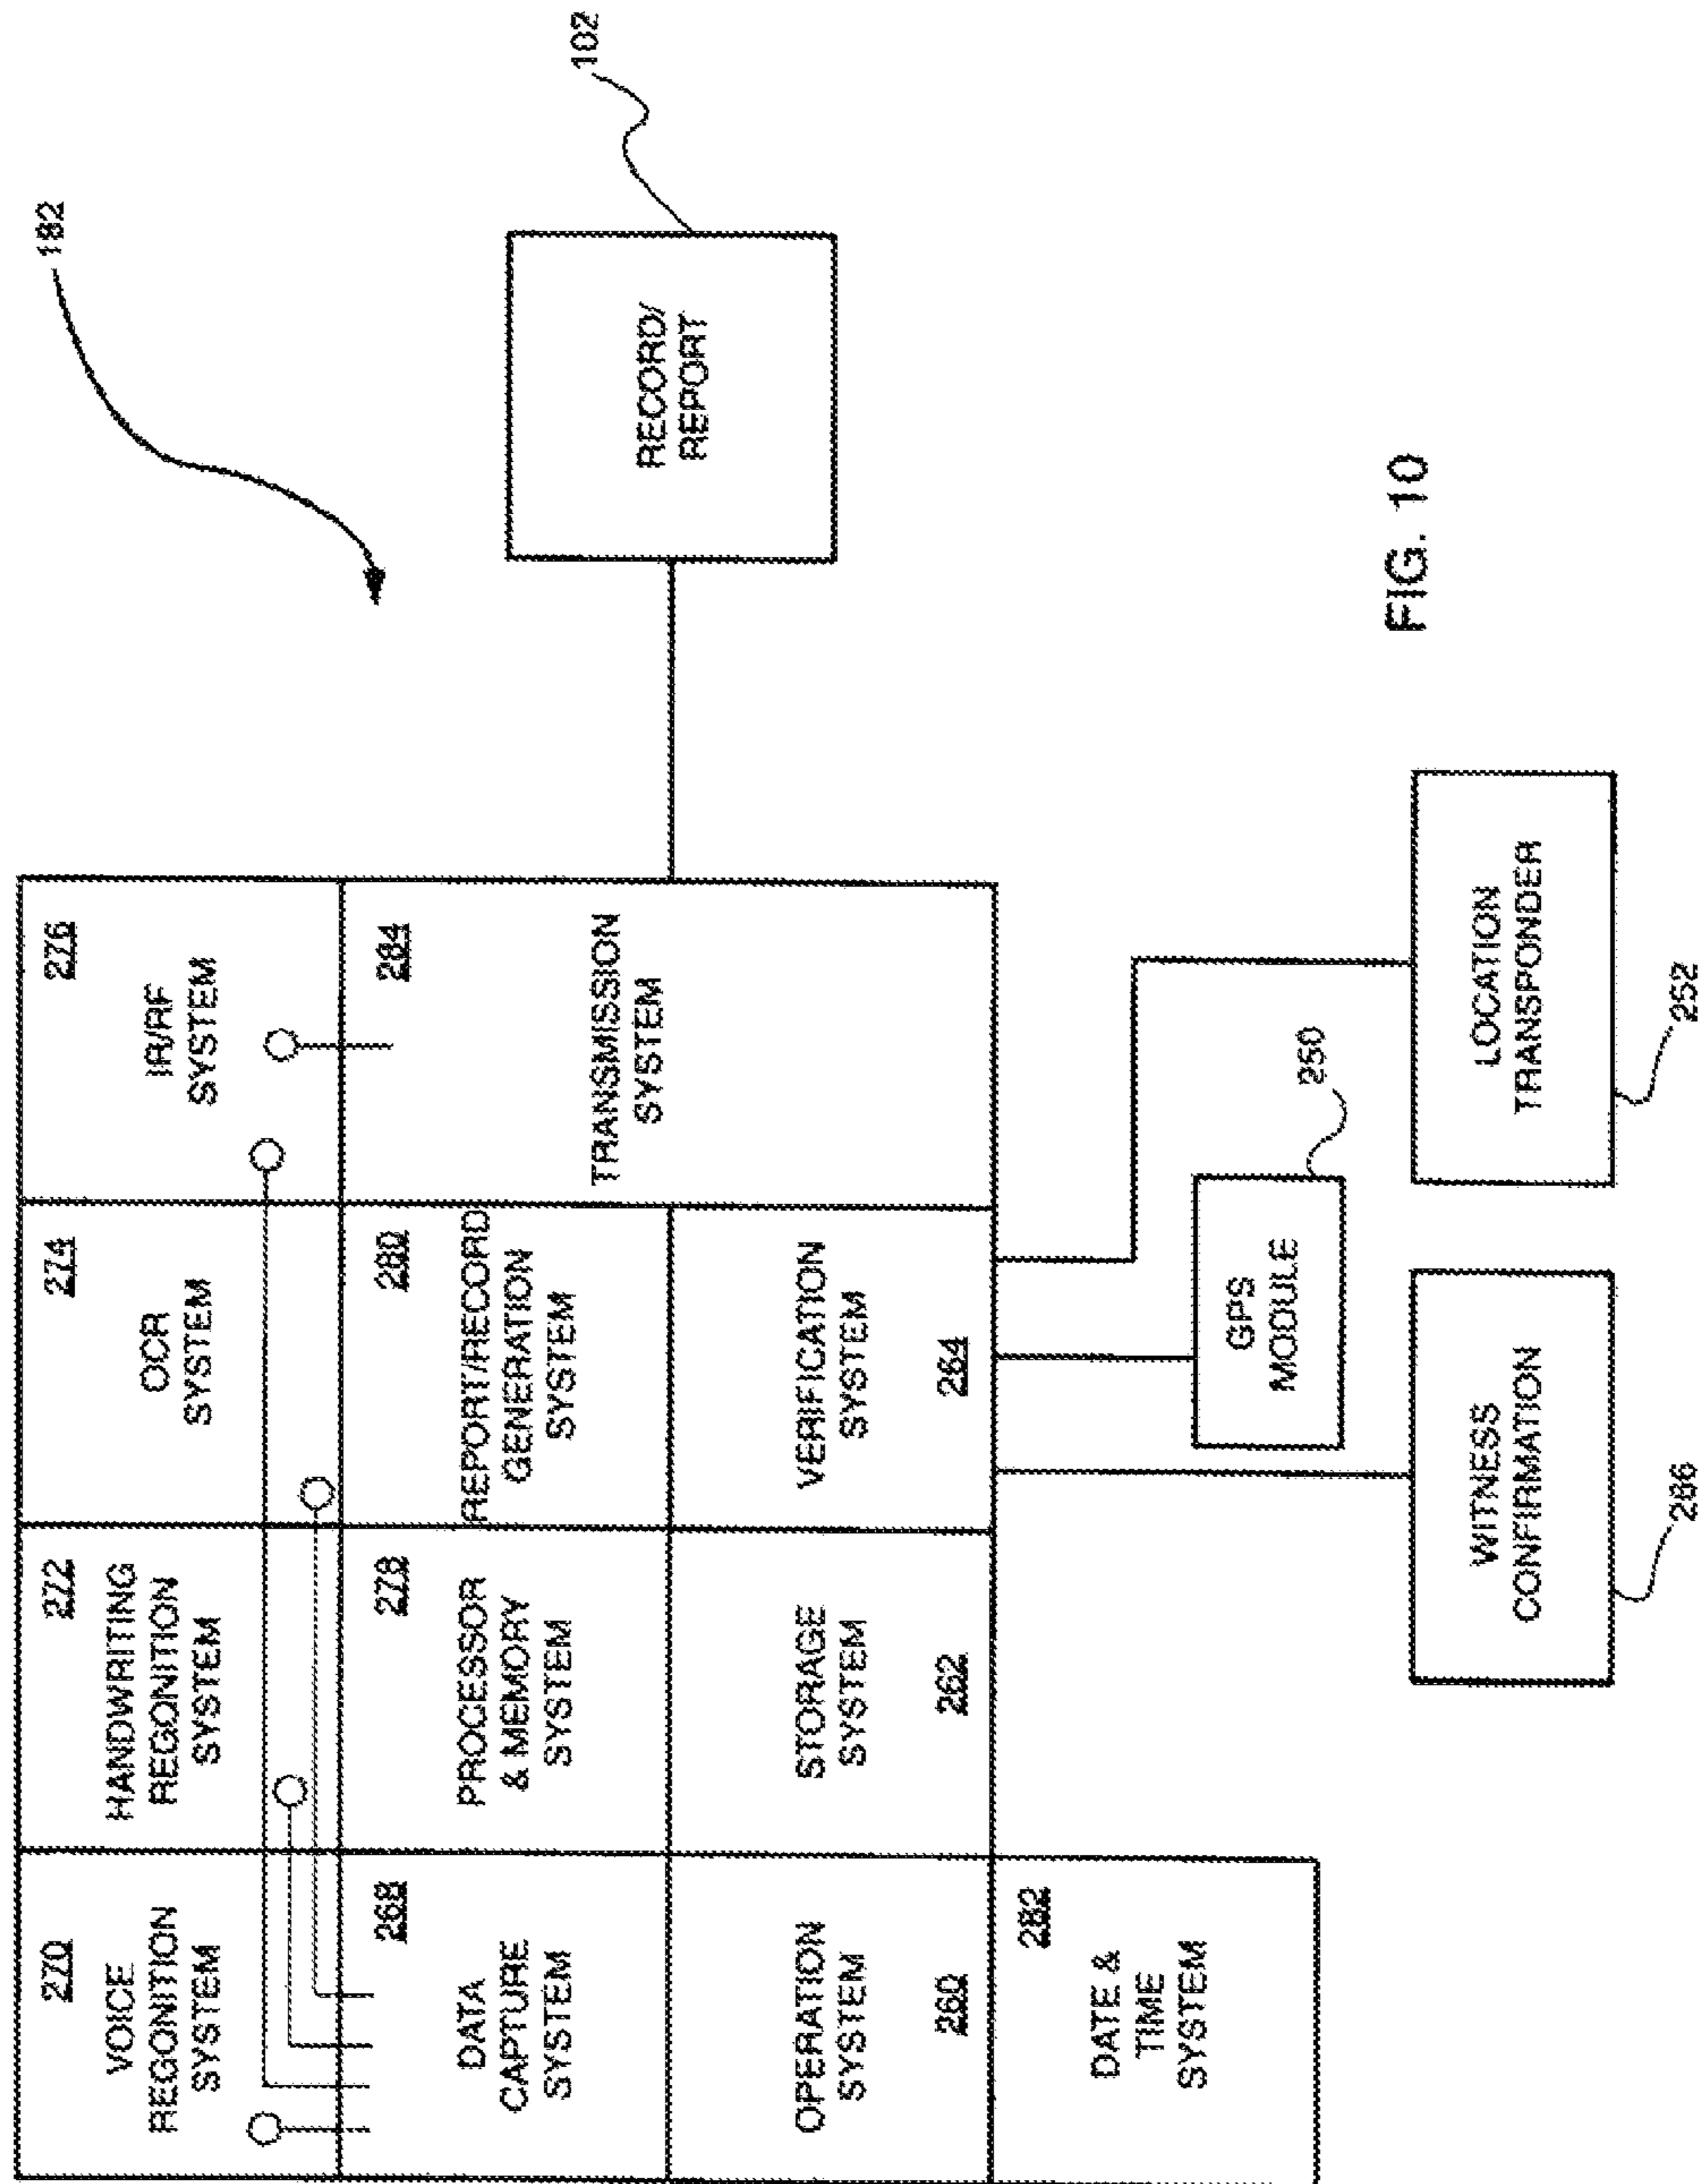 182
270
VOICE
REGONITION
SYSTEM
272
HANDWRITING
REGONITION
SYSTEM
274
OCR
SYSTEM
276
IR/RF
SYSTEM
268
DATA
CAPTURE
SYSTEM
278
PROCESSOR
& MEMORY
SYSTEM
280
REPORT/RECORD
GENERATION
SYSTEM
284
TRANSMISSION
SYSTEM
RECORD/
REPORT
102
OPERATION
SYSTEM
260
STORAGE
SYSTEM
262
VERIFICATION
SYSTEM
264
282
DATE &
TIME
SYSTEM
GPS
MODULE
250
WITNESS
CONFIRMATION
286
LOCATION
TRANSPONDER
252
FIG. 10